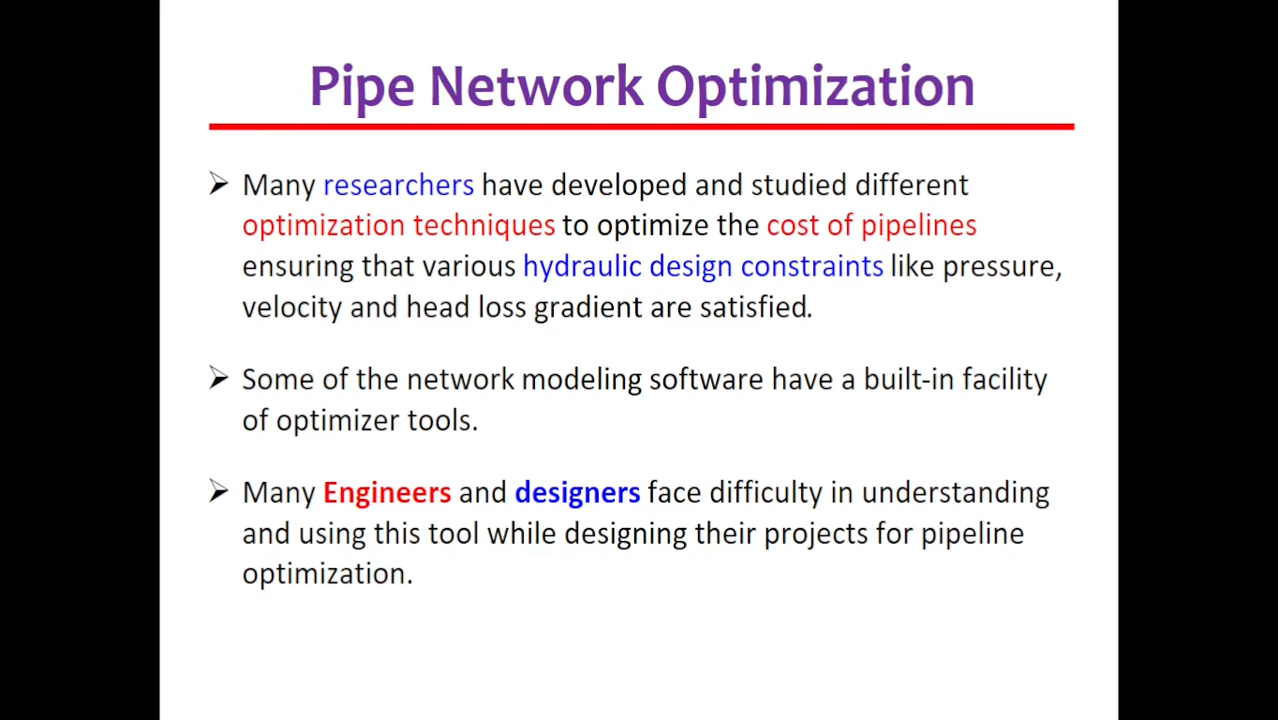 Pipe Network Optimization
Many researchers have developed and studied different
optimization techniques to optimize the cost of pipelines
ensuring that various hydraulic design constraints like pressure,
velocity and head loss gradient are satisfied.
Some of the network modeling software have a built-in facility
of optimizer tools.
Many Engineers and designers face difficulty in understanding
and using this tool while designing their projects for pipeline
optimization.